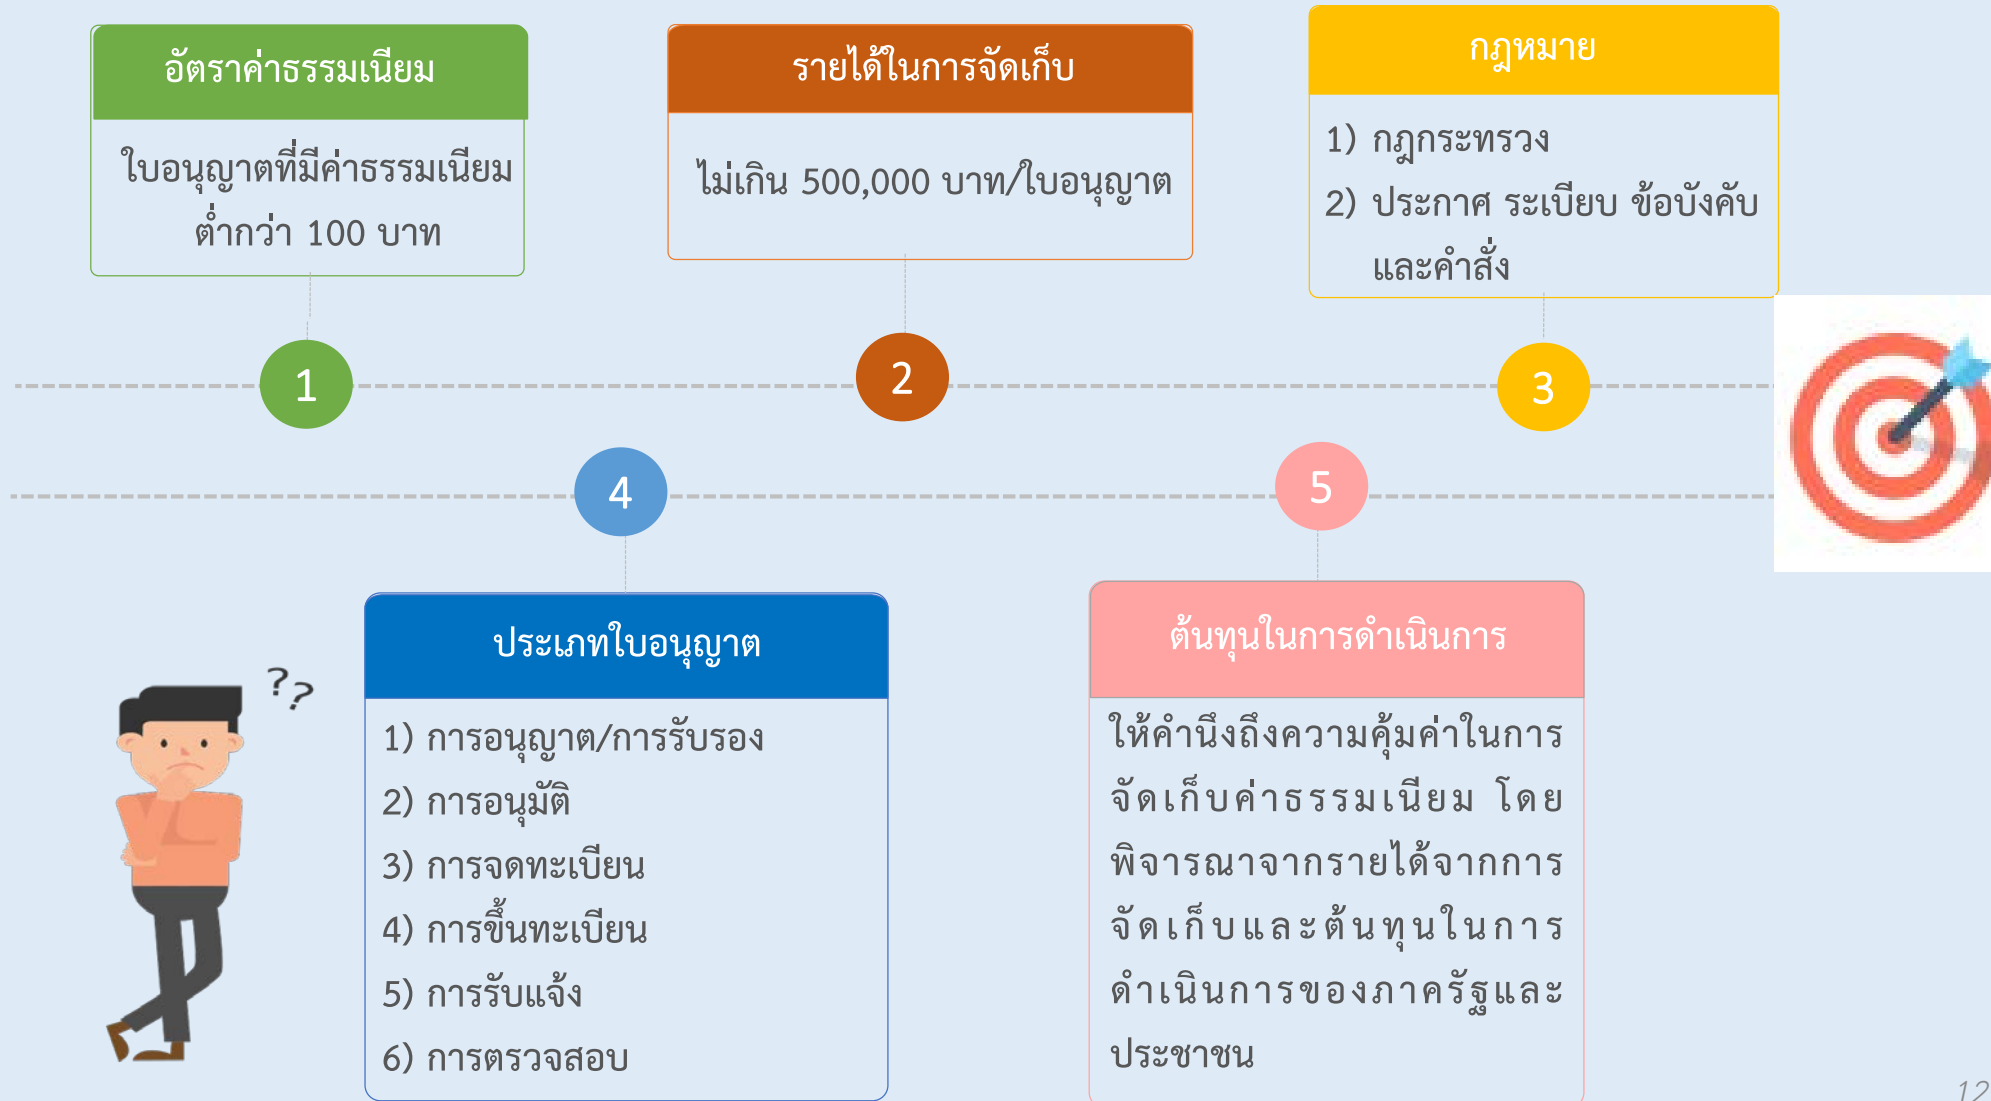 อัตราค่าธรรมเนียม
ใบอนุญาตที่มีค่าธรรมเนียม
ต่ำกว่า 100 บาท
รายได้ในการจัดเก็บ
ไม่เกิน 500,000 บาท/ใบอนุญาต
กฎหมาย
1) กฎกระทรวง
2) ประกาศ ระเบียบ ข้อบังคับ
และคำสั่ง
1
2
3
4
5
ประเภทใบอนุญาต
1) การอนุญาต/การรับรอง
2) การอนุมัติ
3) การจดทะเบียน
4) การขึ้นทะเบียน
5) การรับแจ้ง
6) การตรวจสอบ
ต้นทุนในการดำเนินการ
ให้คำนึงถึงความคุ้มค่าในการ
จัดเก็บค่าธรรมเนียม โดย
พิจารณาจากรายได้จากการ
จัดเก็บและต้นทุนในการ
ดำเนินการของภาครัฐและ
ประชาชน
??
12